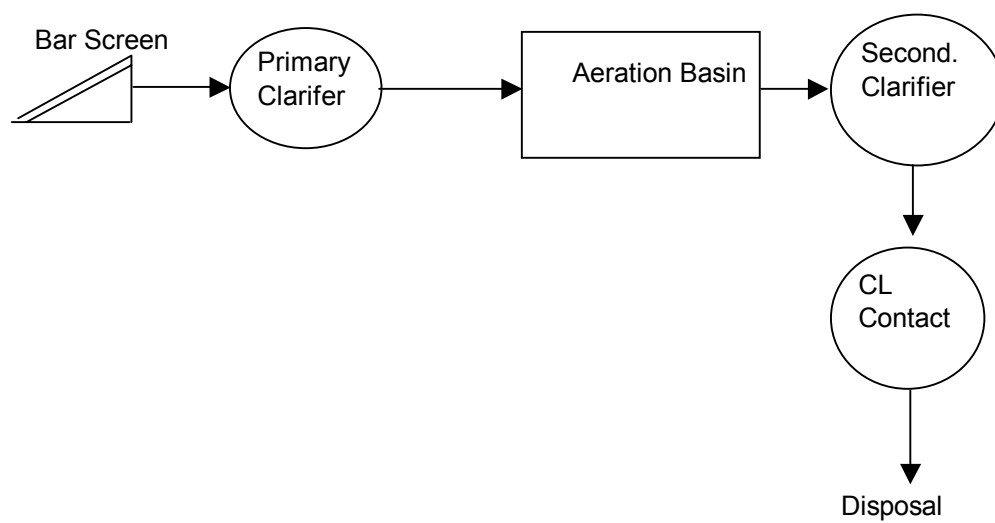 Bar Screen
Primary
Clarifer
Aeration Basin
Second.
Clarifier
CL
Contact
Disposal